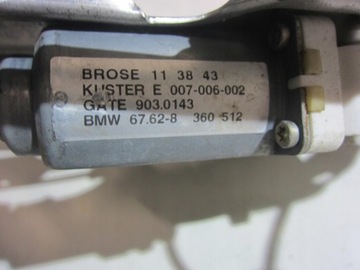 BROSE 11 38 43
KUSTER E 007-006-002
GATE 903.0143
BMW 67.62-8 360 512